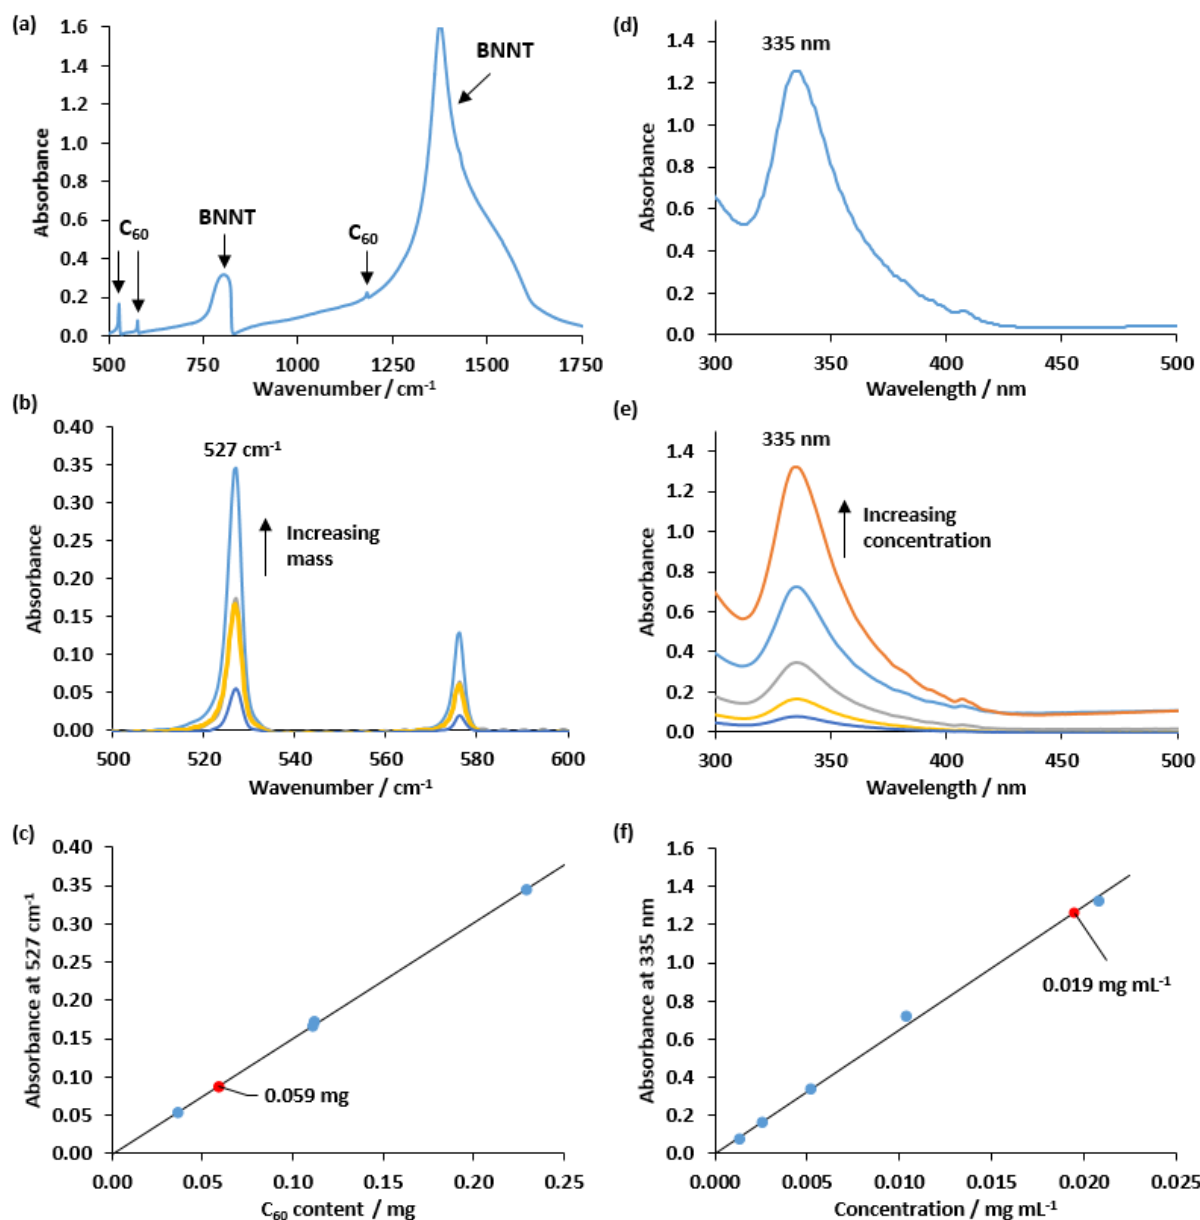 (a)
Absorbance
1.6
1.4
1.2
1.0
0.8
0.6
0.4
0.2
0.0
C₆₀
BNNT
C₆₀
BNNT
500 750 1000 1250 1500 1750
Wavenumber / cm⁻¹
(d)
Absorbance
1.4
1.2
1.0
0.8
0.6
0.4
0.2
0.0
335 nm
300 350 400 450 500
Wavelength / nm
(b)
Absorbance
0.40
0.35
0.30
0.25
0.20
0.15
0.10
0.05
0.00
527 cm⁻¹
Increasing
mass
500 520 540 560 580 600
Wavenumber / cm⁻¹
(e)
Absorbance
1.4
1.2
1.0
0.8
0.6
0.4
0.2
0.0
335 nm
Increasing
concentration
300 350 400 450 500
Wavelength / nm
(c)
Absorbance at 527 cm⁻¹
0.40
0.35
0.30
0.25
0.20
0.15
0.10
0.05
0.00
0.059 mg
0.00 0.05 0.10 0.15 0.20 0.25
C₆₀ content / mg
(f)
Absorbance at 335 nm
1.6
1.4
1.2
1.0
0.8
0.6
0.4
0.2
0.0
0.019 mg mL⁻¹
0.000 0.005 0.010 0.015 0.020 0.025
Concentration / mg mL⁻¹